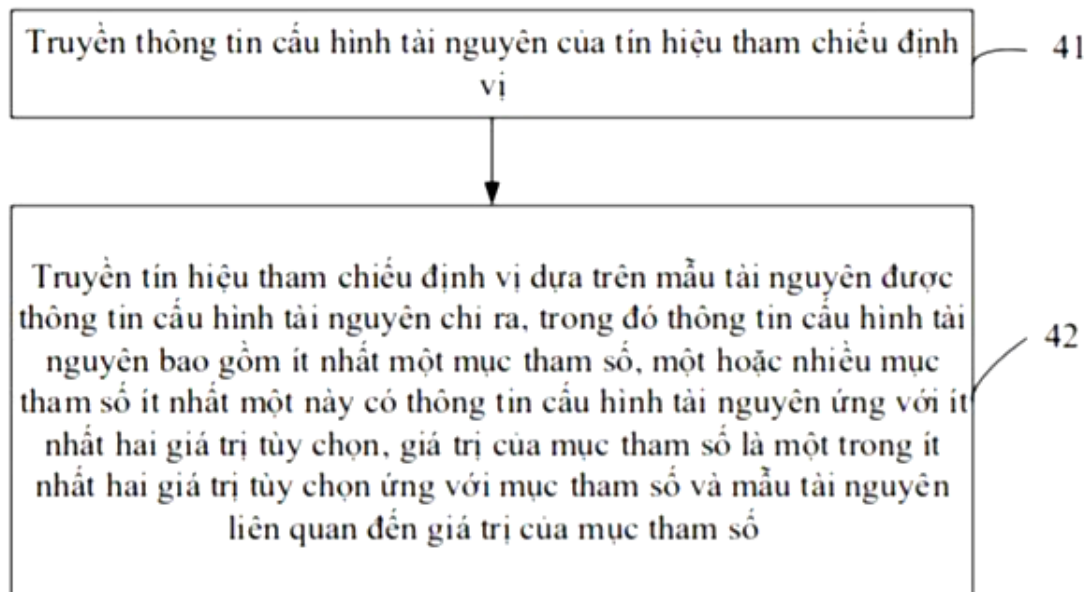 Truyền thông tin cấu hình tài nguyên của tín hiệu tham chiếu định
vị
41
Truyền tín hiệu tham chiếu định vị dựa trên mẫu tài nguyên được
thông tin cấu hình tài nguyên chỉ ra, trong đó thông tin cấu hình tài
nguyên bao gồm ít nhất một mục tham số, một hoặc nhiều mục
tham số ít nhất một này có thông tin cấu hình tài nguyên ứng với ít
nhất hai giá trị tùy chọn, giá trị của mục tham số là một trong ít
nhất hai giá trị tùy chọn ứng với mục tham số và mẫu tài nguyên
liên quan đến giá trị của mục tham số
42